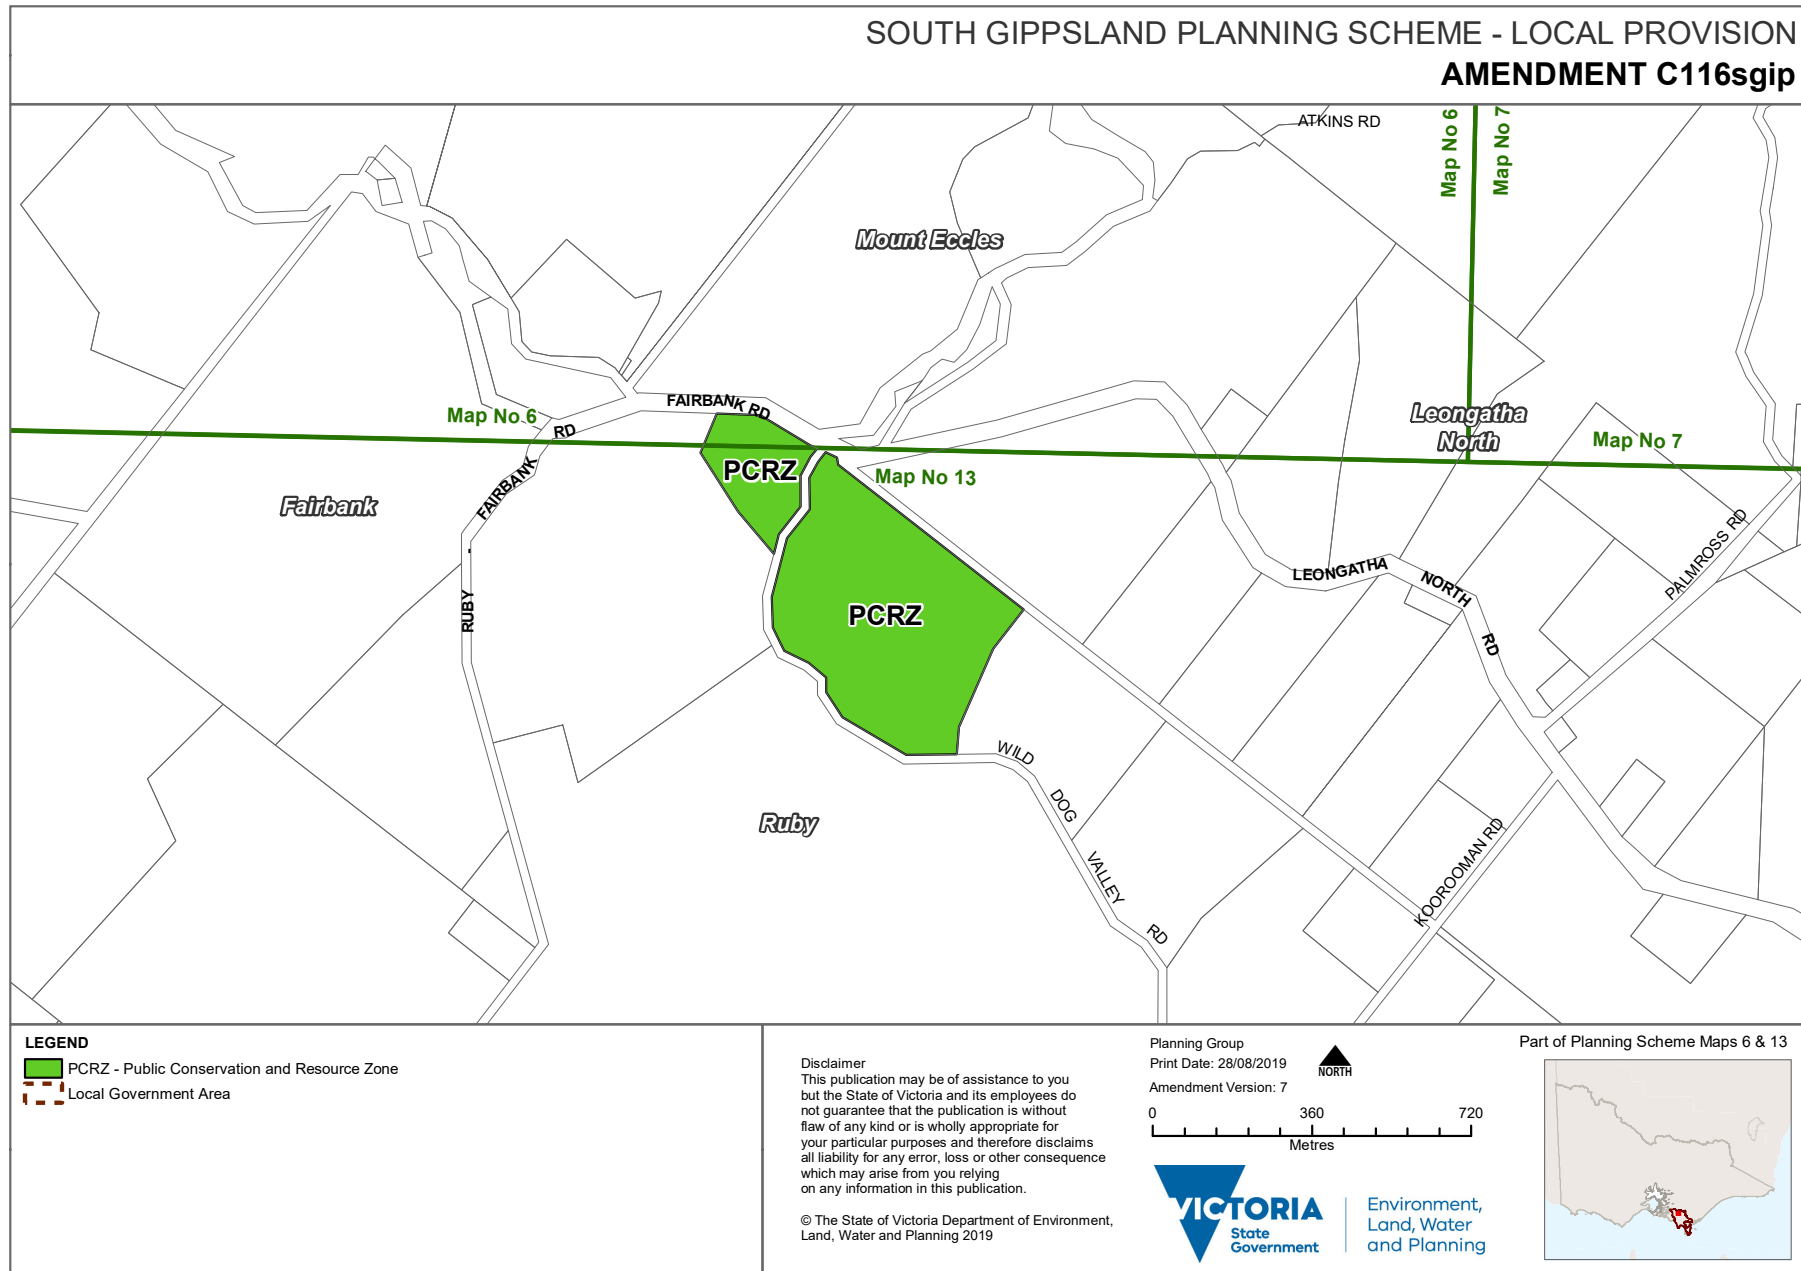 SOUTH GIPPSLAND PLANNING SCHEME - LOCAL PROVISION
AMENDMENT C116sgip
ATKINS RD
Map No 6
Map No 7
Mount Eccles
Map No 6
FAIRBANK RD
Leongatha
North
Map No 7
RUBY - FAIRBANK RD
PCRZ
Map No 13
Fairbank
PCRZ
LEONGATHA NORTH RD
PALMROSS RD
WILD DOG VALLEY RD
Ruby
KOOROOMAN RD
LEGEND
PCRZ - Public Conservation and Resource Zone
Local Government Area
Disclaimer
This publication may be of assistance to you
but the State of Victoria and its employees do
not guarantee that the publication is without
flaw of any kind or is wholly appropriate for
your particular purposes and therefore disclaims
all liability for any error, loss or other consequence
which may arise from you relying
on any information in this publication.
© The State of Victoria Department of Environment,
Land, Water and Planning 2019
Planning Group
Print Date: 28/08/2019
Amendment Version: 7
NORTH
0 360 720
Metres
VICTORIA
State
Government
Environment,
Land, Water
and Planning
Part of Planning Scheme Maps 6 & 13